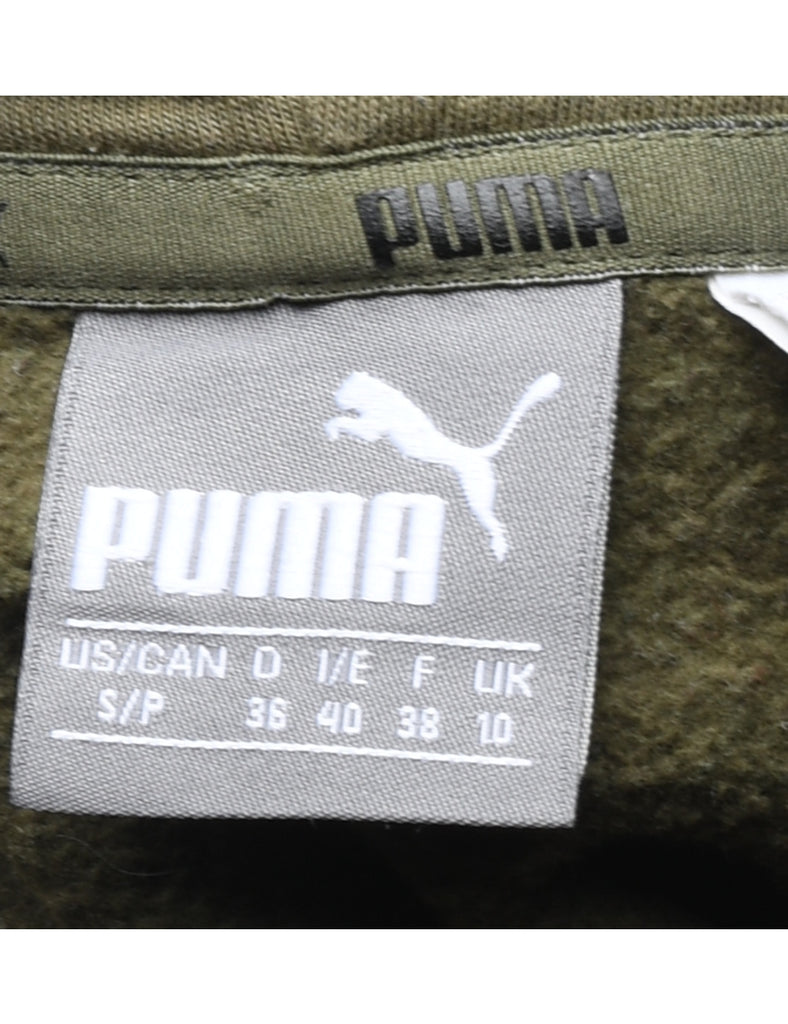 PUMA
PUMA
US/CAN D I/E F UK
S/P 36 40 38 10